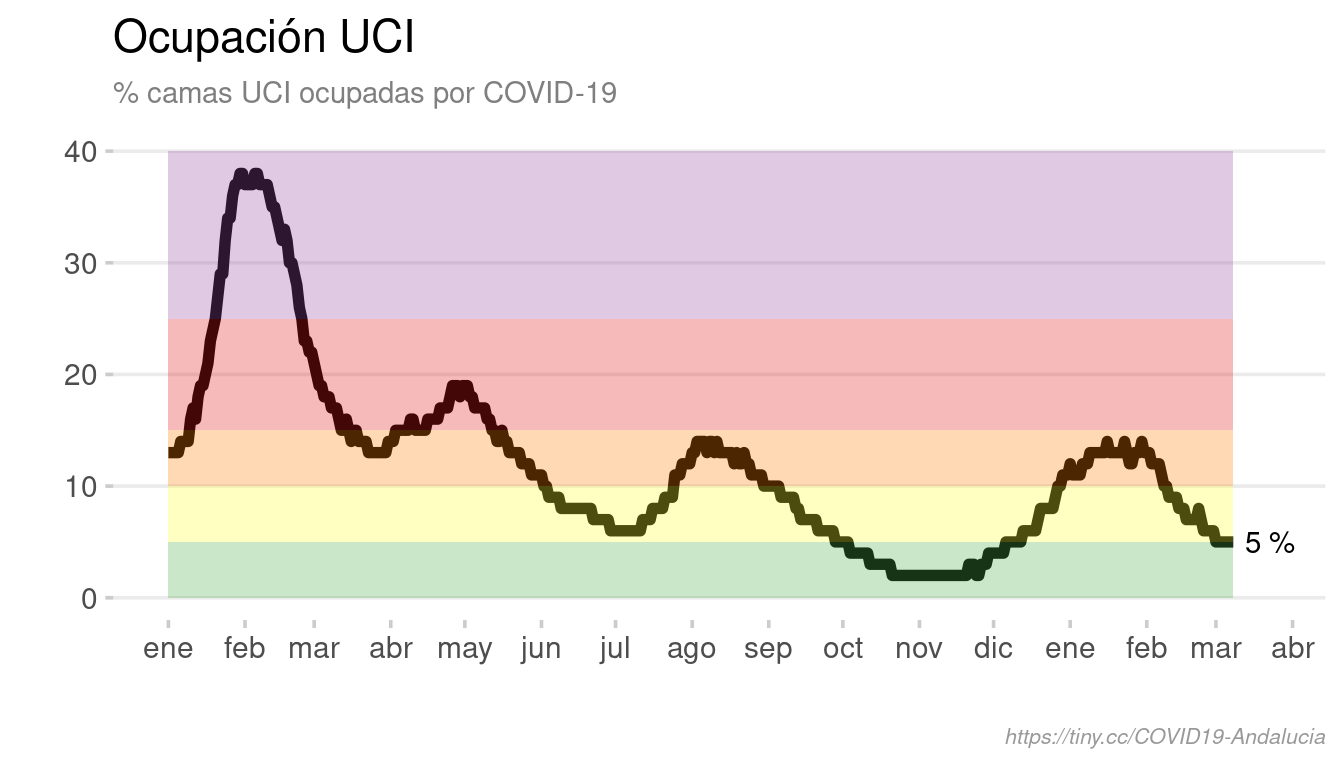 Ocupación UCI
% camas UCI ocupadas por COVID-19
40
30
20
10
0
5 %
ene feb mar abr may jun jul ago sep oct nov dic ene feb mar abr
https://tiny.cc/COVID19-Andalucia